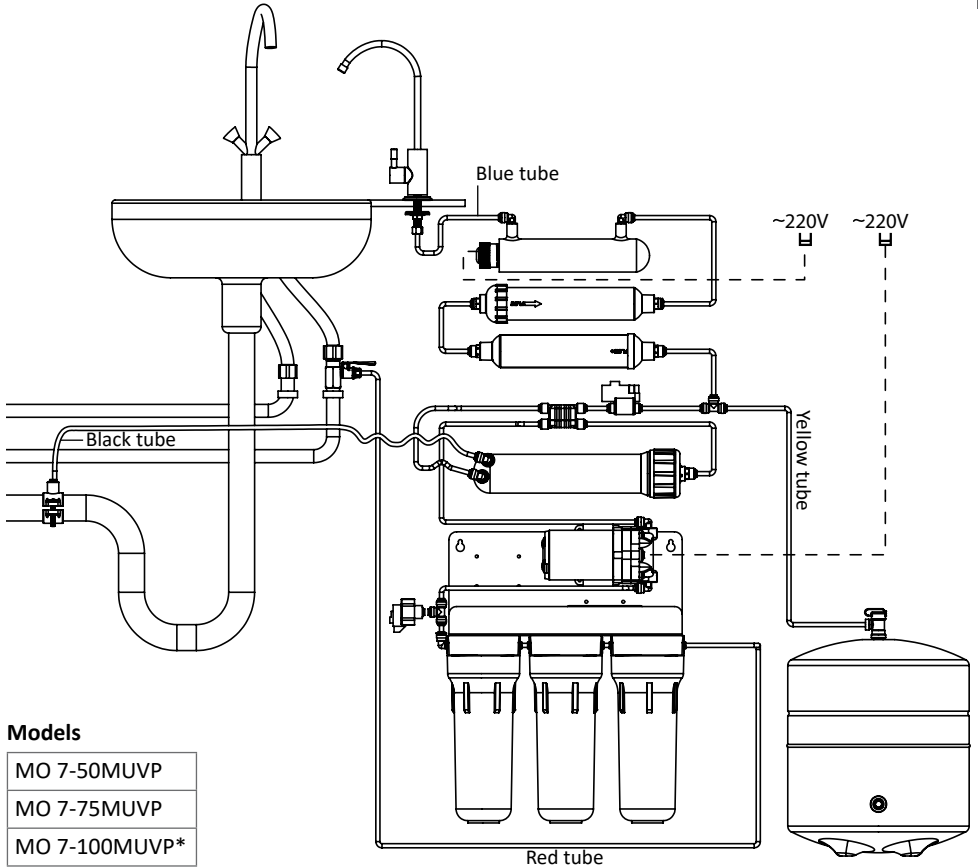 Blue tube
~220V ~220V
Black tube
Yellow tube
Models
MO 7-50MUVP
MO 7-75MUVP
MO 7-100MUVP*
Red tube